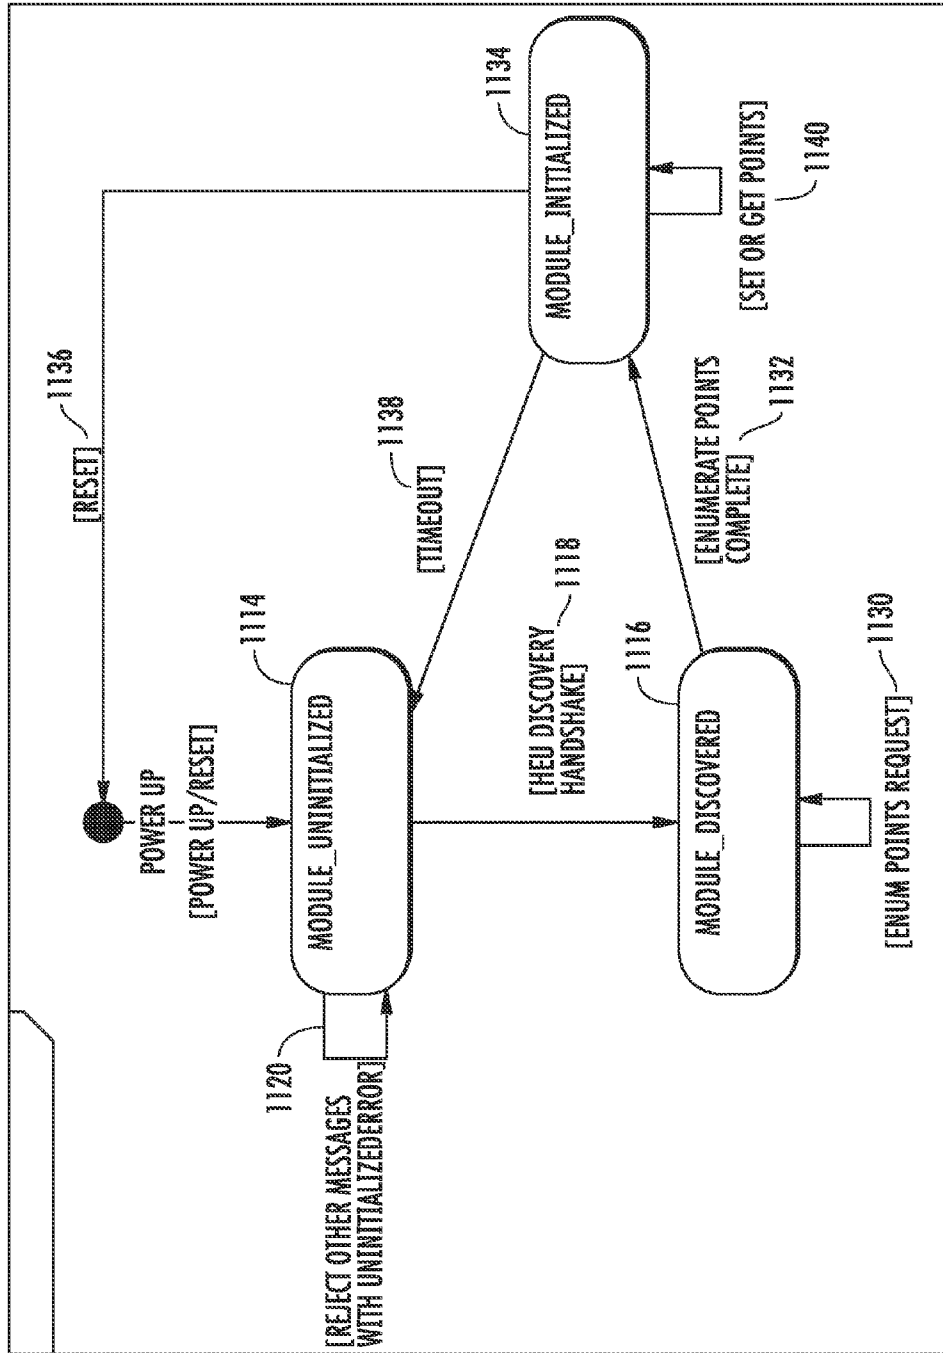 [RESET]
1136
POWER UP
[POWER UP/RESET]
1120
[REJECT OTHER MESSAGES
WITH UNINITIALIZEDERROR]
MODULE_UNINITIALIZED
1114
[TIMEOUT]
1138
MODULE_INITIALIZED
1134
[HEU DISCOVERY
HANDSHAKE]
1118
MODULE_DISCOVERED
1116
[ENUMERATE POINTS
COMPLETE]
1132
[SET OR GET POINTS]
1140
[ENUM POINTS REQUEST]
1130